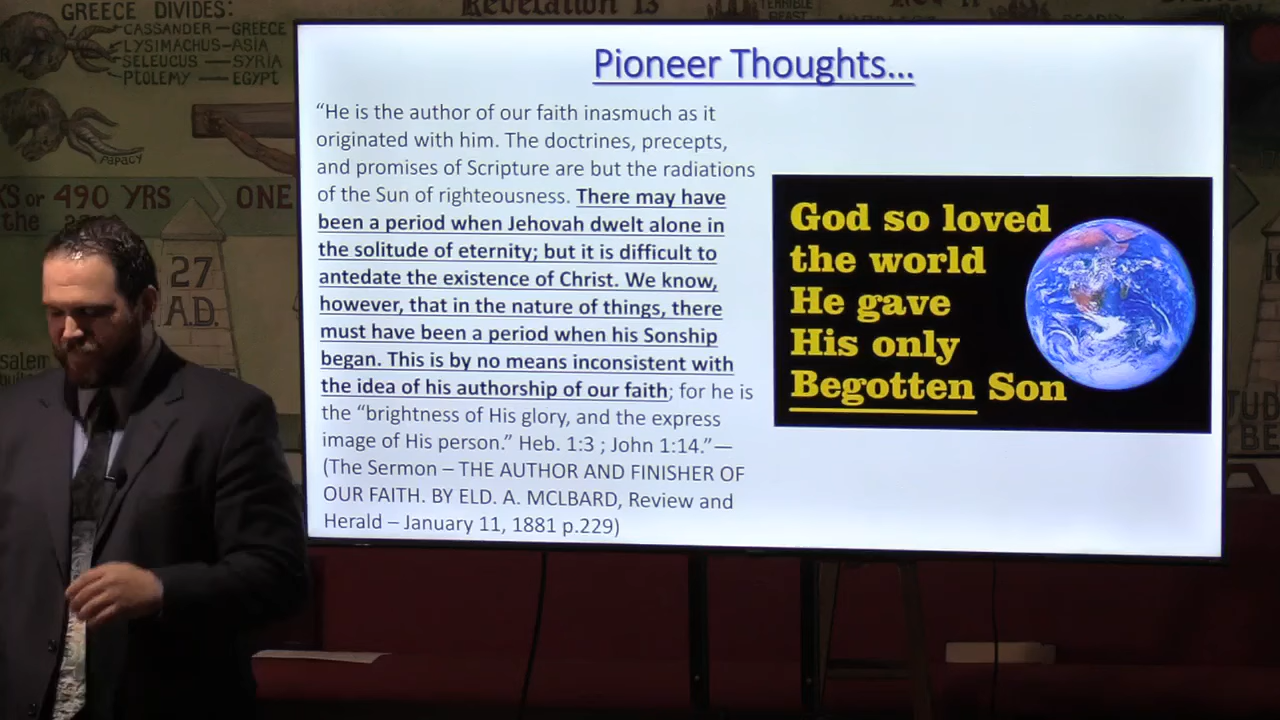 GREECE DIVIDES:
CASSANDER — GREECE
LYSIMACHUS — ASIA
SELEUCUS — SYRIA
PTOLEMY — EGYPT
PAPACY
or 490 YRS
the
ONE
27
A.D.
Revelation 13
TERRIBLE
BEAST
Pioneer Thoughts...
“He is the author of our faith inasmuch as it
originated with him. The doctrines, precepts,
and promises of Scripture are but the radiations
of the Sun of righteousness. There may have
been a period when Jehovah dwelt alone in
the solitude of eternity; but it is difficult to
antedate the existence of Christ. We know,
however, that in the nature of things, there
must have been a period when his Sonship
began. This is by no means inconsistent with
the idea of his authorship of our faith; for he is
the “brightness of His glory, and the express
image of His person.” Heb. 1:3 ; John 1:14.”—
(The Sermon – THE AUTHOR AND FINISHER OF
OUR FAITH. BY ELD. A. MCLBARD, Review and
Herald – January 11, 1881 p.229)
God so loved
the world
He gave
His only
Begotten Son